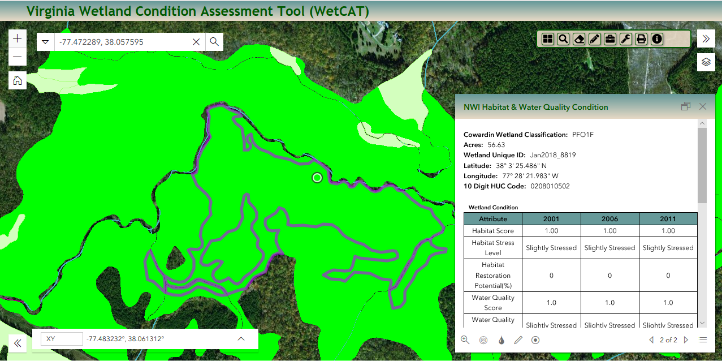 Virginia Wetland Condition Assessment Tool (WetCAT)
-77.472289, 38.057595
NWI Habitat & Water Quality Condition
Cowardin Wetland Classification: PFO1F
Acres: 56.63
Wetland Unique ID: Jan2018_8819
Latitude: 38° 3' 25.486" N
Longitude: 77° 28' 21.983" W
10 Digit HUC Code: 0208010502
Wetland Condition
Attribute 2001 2006 2011
Habitat Score 1.00 1.00 1.00
Habitat Stress Level Slightly Stressed Slightly Stressed Slightly Stressed
Habitat Restoration Potential(%) 0 0 0
Water Quality Score 1.0 1.0 1.0
Water Quality Slightly Stressed Slightly Stressed Slightly Stressed
2 of 2
XY -77.483232°, 38.061312°